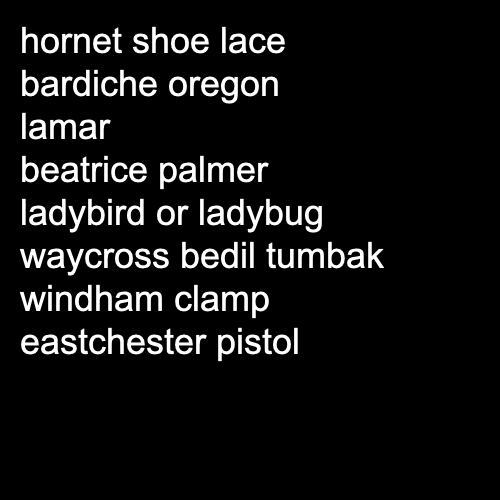 hornet shoe lace
bardiche oregon
lamar
beatrice palmer
ladybird or ladybug
waycross bedil tumbak
windham clamp
eastchester pistol